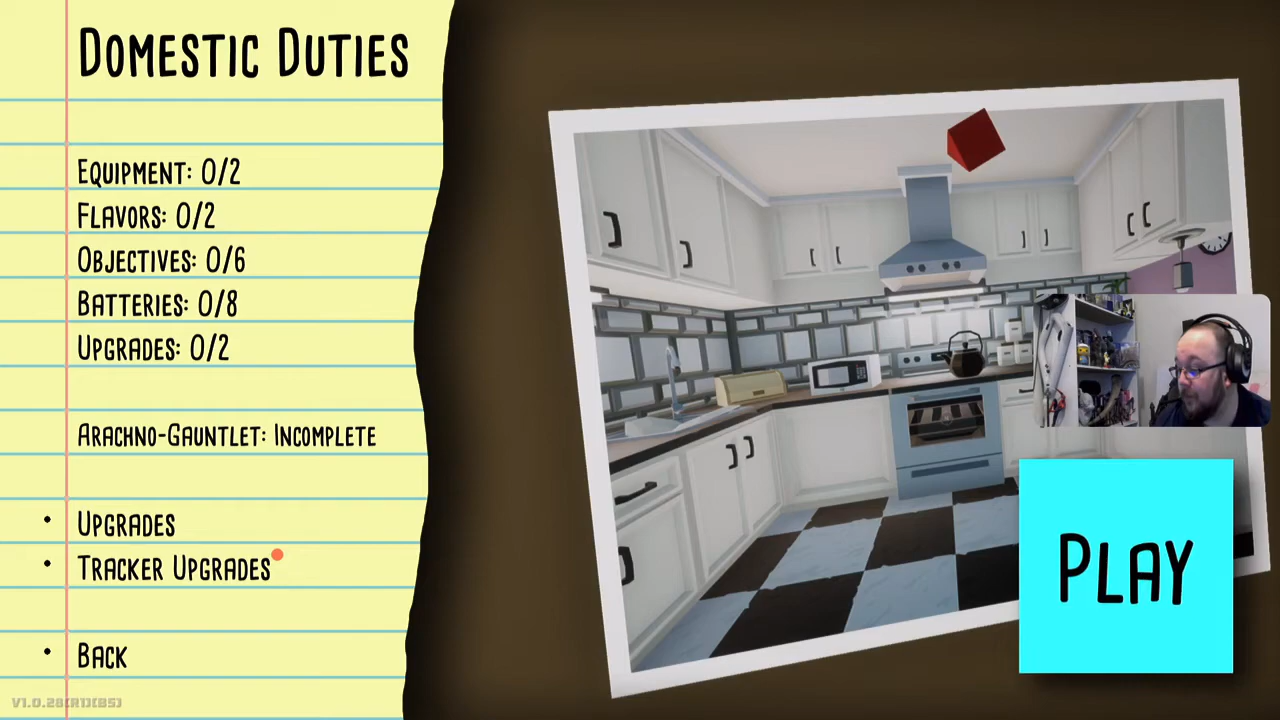 Domestic Duties
Equipment: 0/2
Flavors: 0/2
Objectives: 0/6
Batteries: 0/8
Upgrades: 0/2
Arachno-Gauntlet: Incomplete
• Upgrades
• Tracker Upgrades
• Back
Play